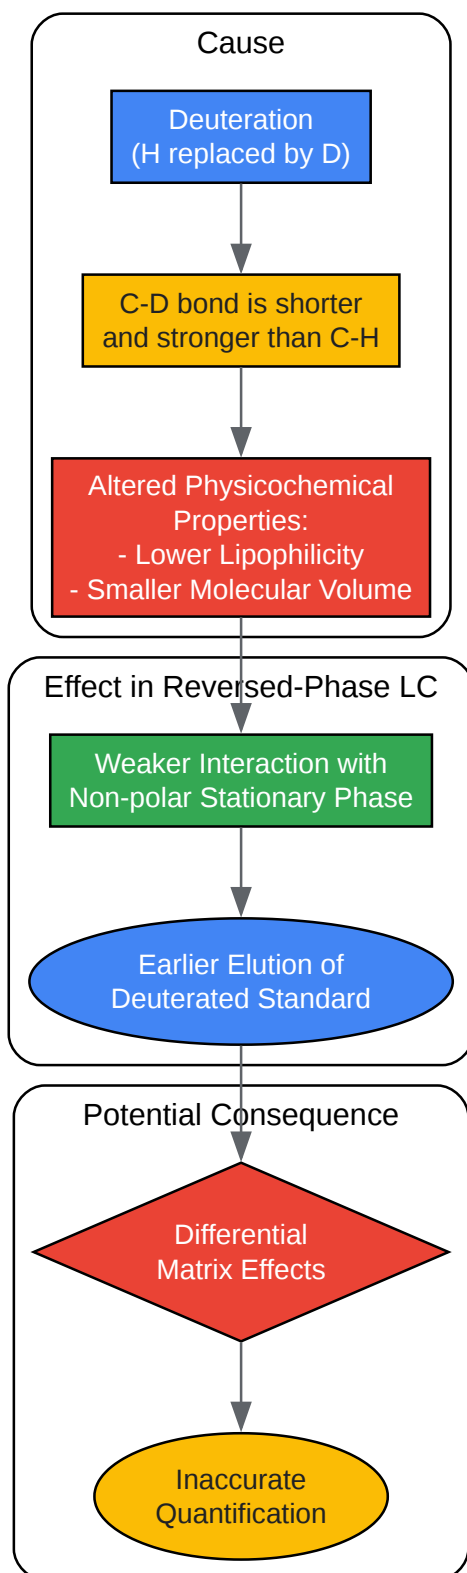 Cause
Deuteration
(H replaced by D)
C-D bond is shorter
and stronger than C-H
Altered Physicochemical
Properties:
- Lower Lipophilicity
- Smaller Molecular Volume
Effect in Reversed-Phase LC
Weaker Interaction with
Non-polar Stationary Phase
Earlier Elution of
Deuterated Standard
Potential Consequence
Differential
Matrix Effects
Inaccurate
Quantification